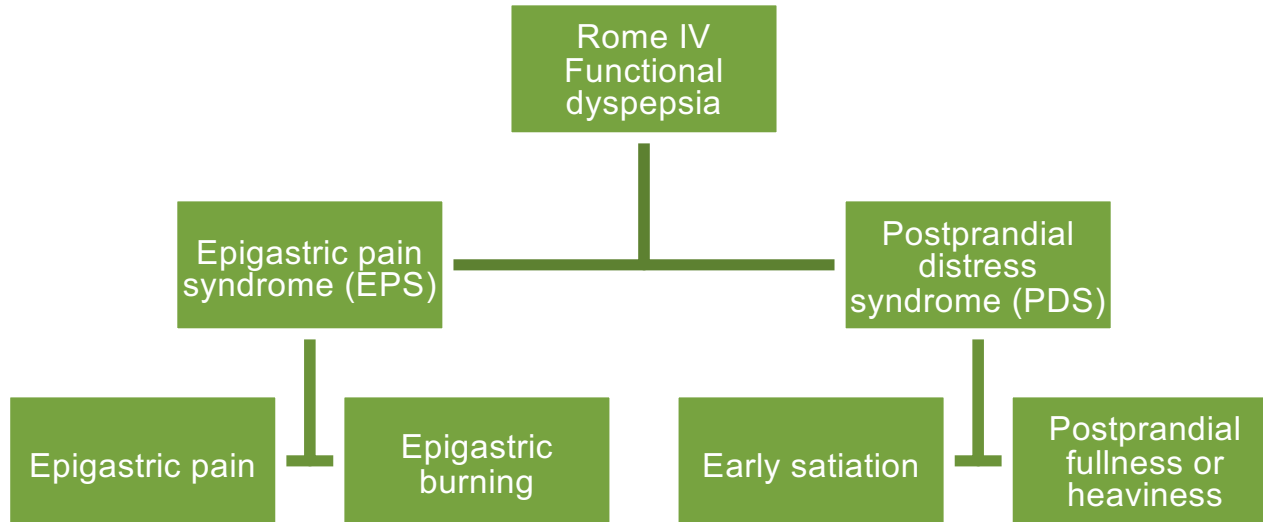 Rome IV
Functional
dyspepsia
Epigastric pain
syndrome (EPS)
Postprandial
distress
syndrome (PDS)
Epigastric pain
Epigastric
burning
Early satiation
Postprandial
fullness or
heaviness